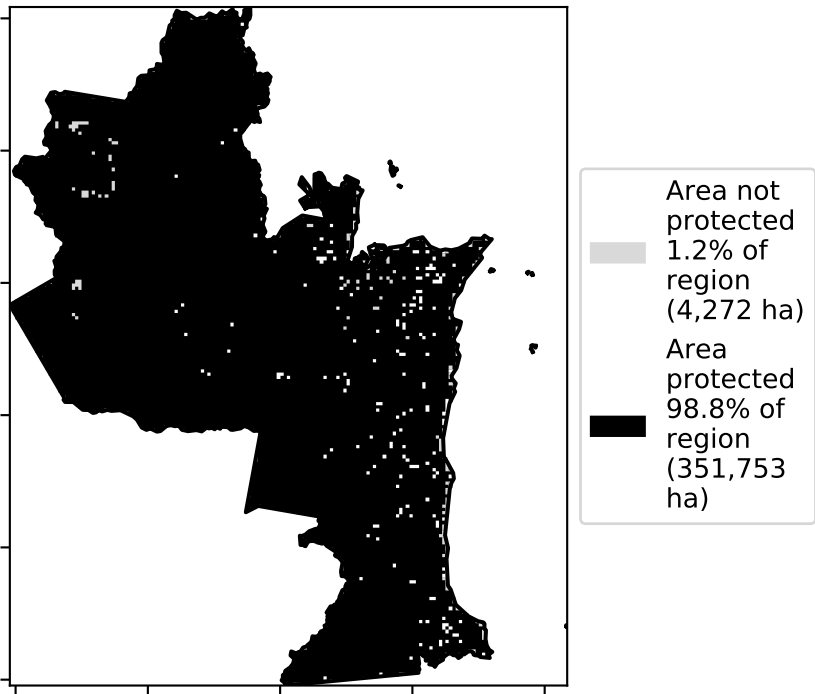 Area not
protected
1.2% of
region
(4,272 ha)
Area
protected
98.8% of
region
(351,753
ha)